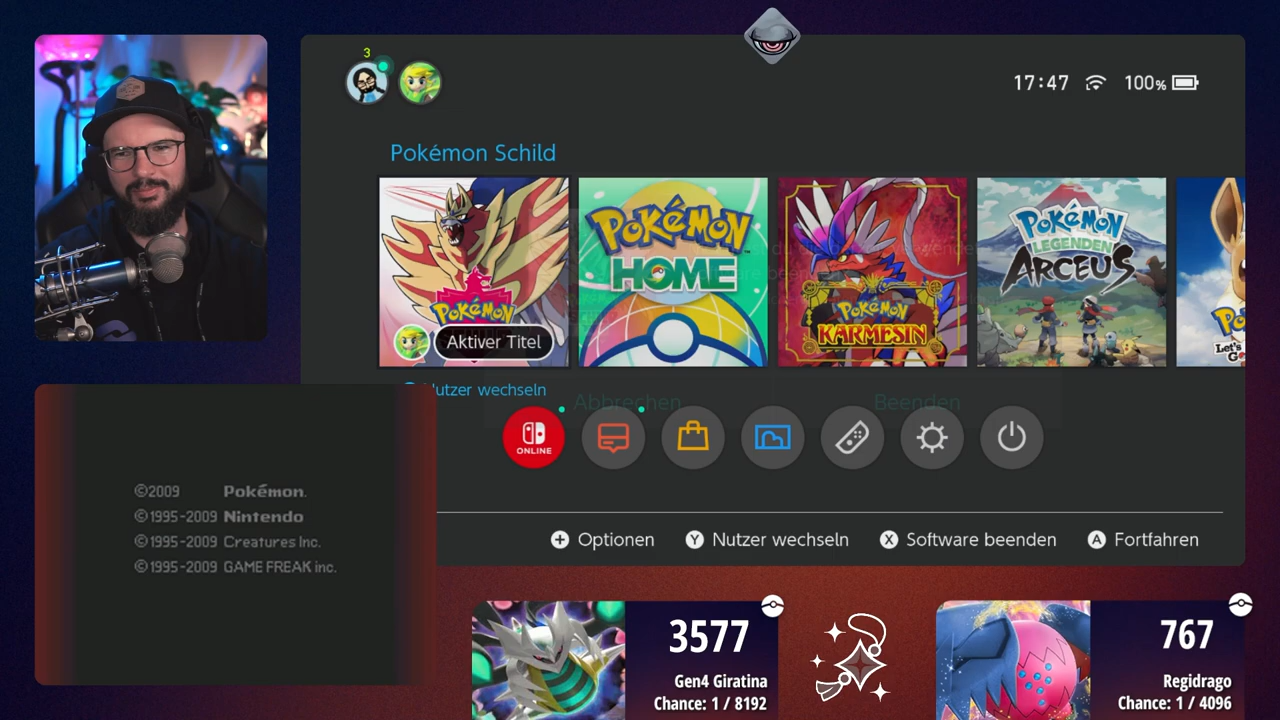 3
17:47
100%
Pokémon Schild
POKÉMON
Aktiver Titel
POKÉMON
HOME
POKÉMON
KARMESIN
POKÉMON
LEGENDEN
ARCEUS
Let's
Nutzer wechseln
Abbrechen
Beenden
ONLINE
+ Optionen
Y Nutzer wechseln
X Software beenden
A Fortfahren
©2009 Pokémon.
©1995-2009 Nintendo
©1995-2009 Creatures Inc.
©1995-2009 GAME FREAK inc.
3577
Gen4 Giratina
Chance: 1 / 8192
767
Regidrago
Chance: 1 / 4096